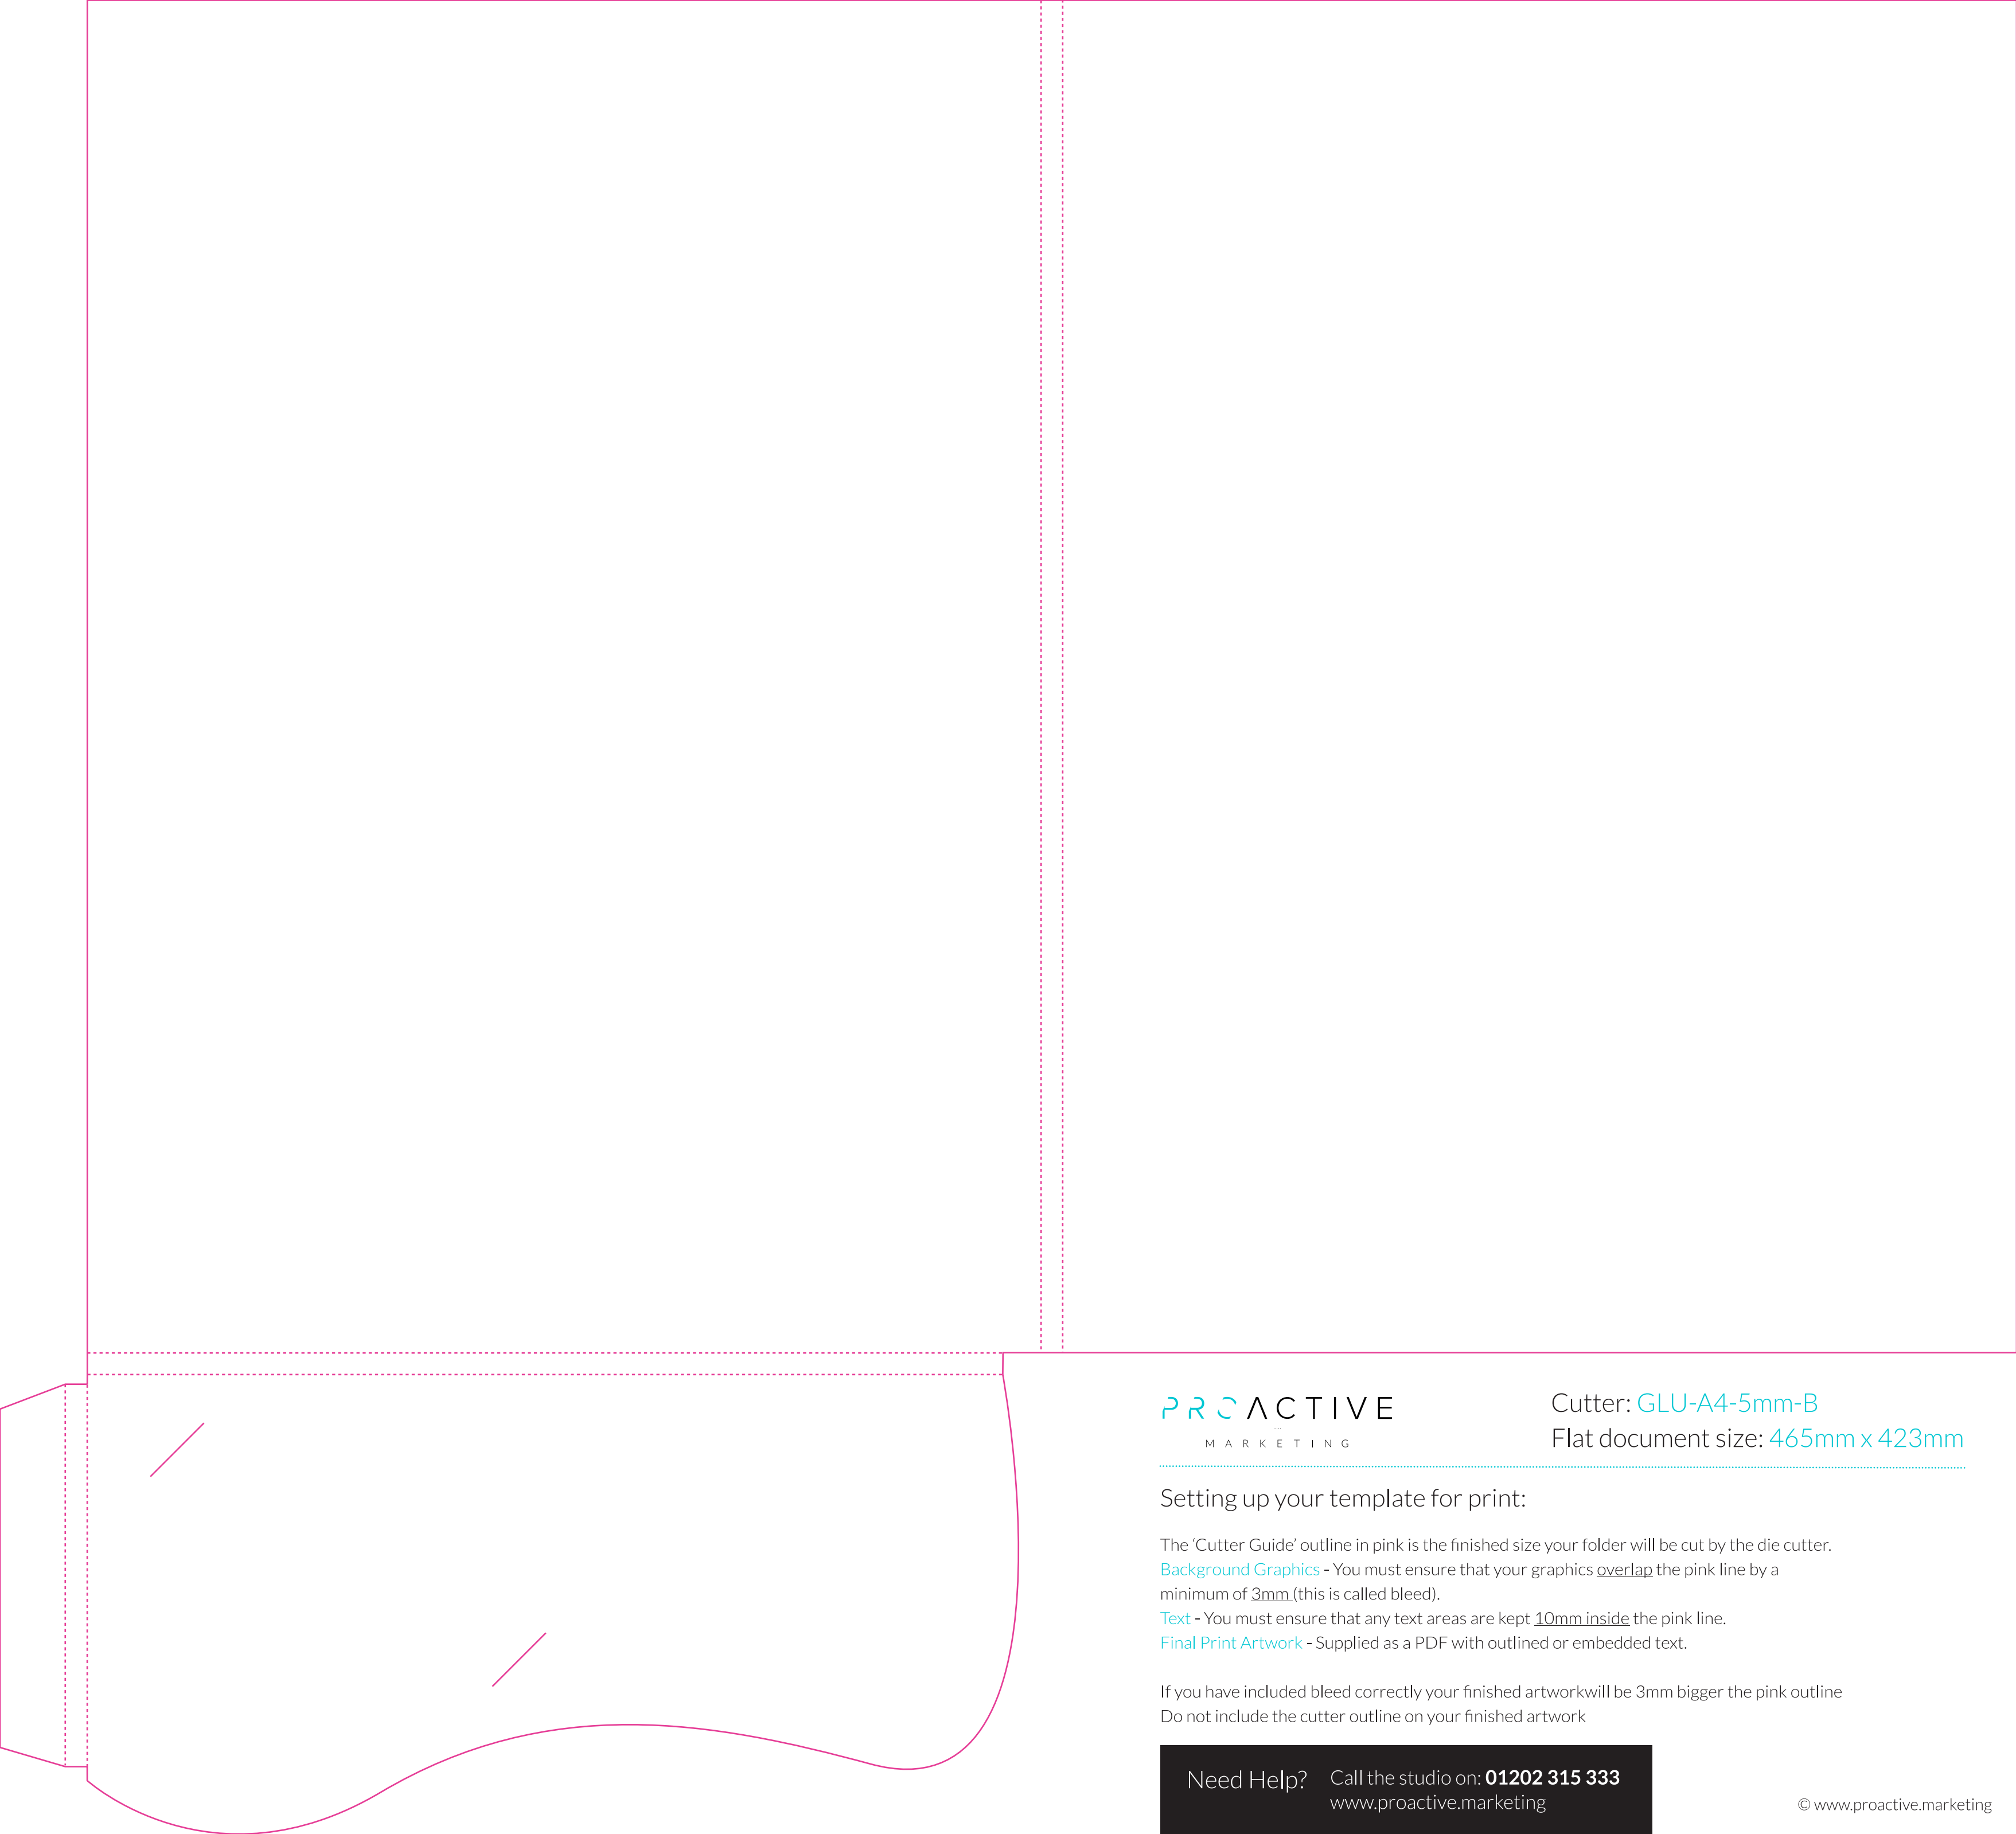 PROACTIVE
MARKETING
Cutter: GLU-A4-5mm-B
Flat document size: 465mm x 423mm
Setting up your template for print:
The ‘Cutter Guide’ outline in pink is the finished size your folder will be cut by the die cutter.
Background Graphics - You must ensure that your graphics overlap the pink line by a
minimum of 3mm (this is called bleed).
Text - You must ensure that any text areas are kept 10mm inside the pink line.
Final Print Artwork - Supplied as a PDF with outlined or embedded text.
If you have included bleed correctly your finished artworkwill be 3mm bigger the pink outline
Do not include the cutter outline on your finished artwork
Need Help?
Call the studio on: 01202 315 333
www.proactive.marketing
© www.proactive.marketing